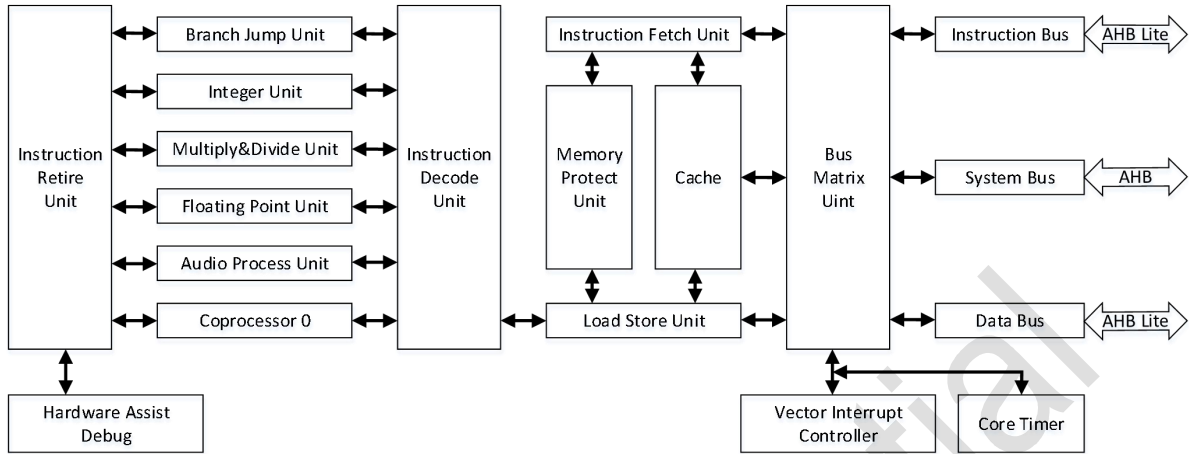 Branch Jump Unit
Instruction Fetch Unit
Instruction Bus
AHB Lite
Integer Unit
Instruction
Retire
Unit
Multiply&Divide Unit
Instruction
Decode
Unit
Memory
Protect
Unit
Cache
Bus
Matrix
Uint
System Bus
AHB
Floating Point Unit
Audio Process Unit
Coprocessor 0
Load Store Unit
Data Bus
AHB Lite
Hardware Assist
Debug
Vector Interrupt
Controller
Core Timer
tial